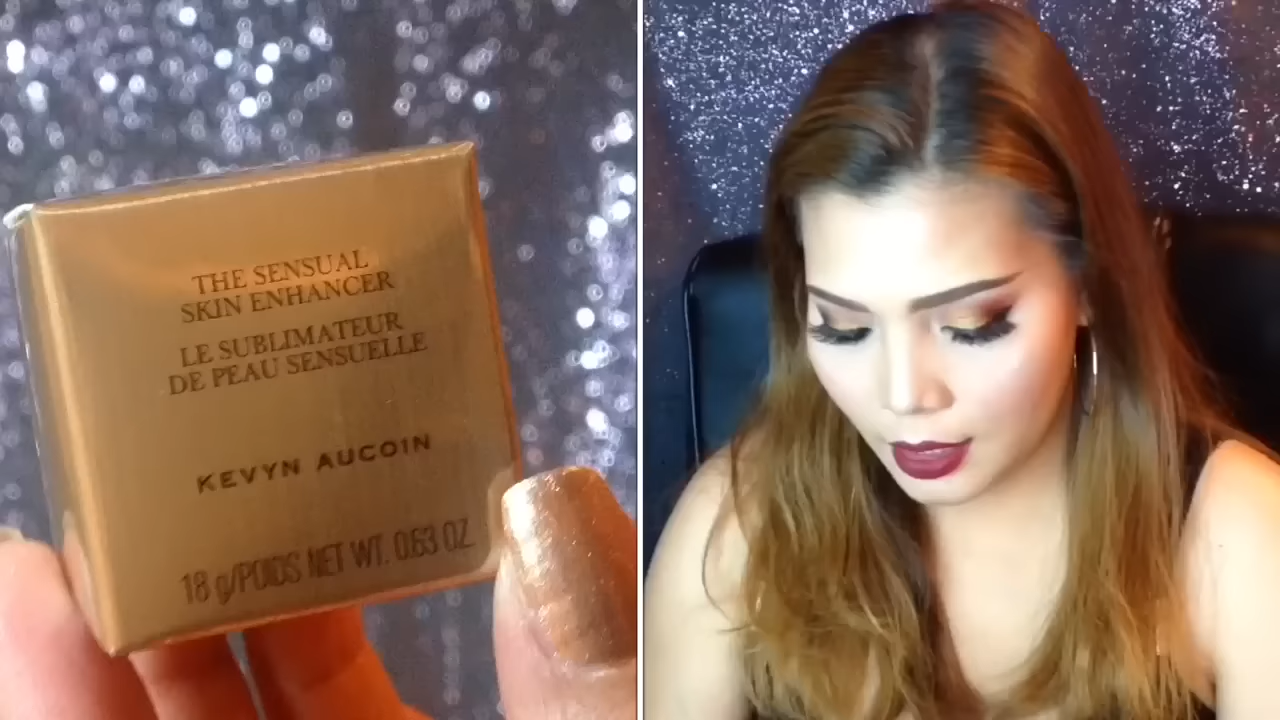 THE SENSUAL
SKIN ENHANCER
LE SUBLIMATEUR
DE PEAU SENSUELLE
KEVYN AUCOIN
18 g/POIDS NET WT. 0.63 OZ